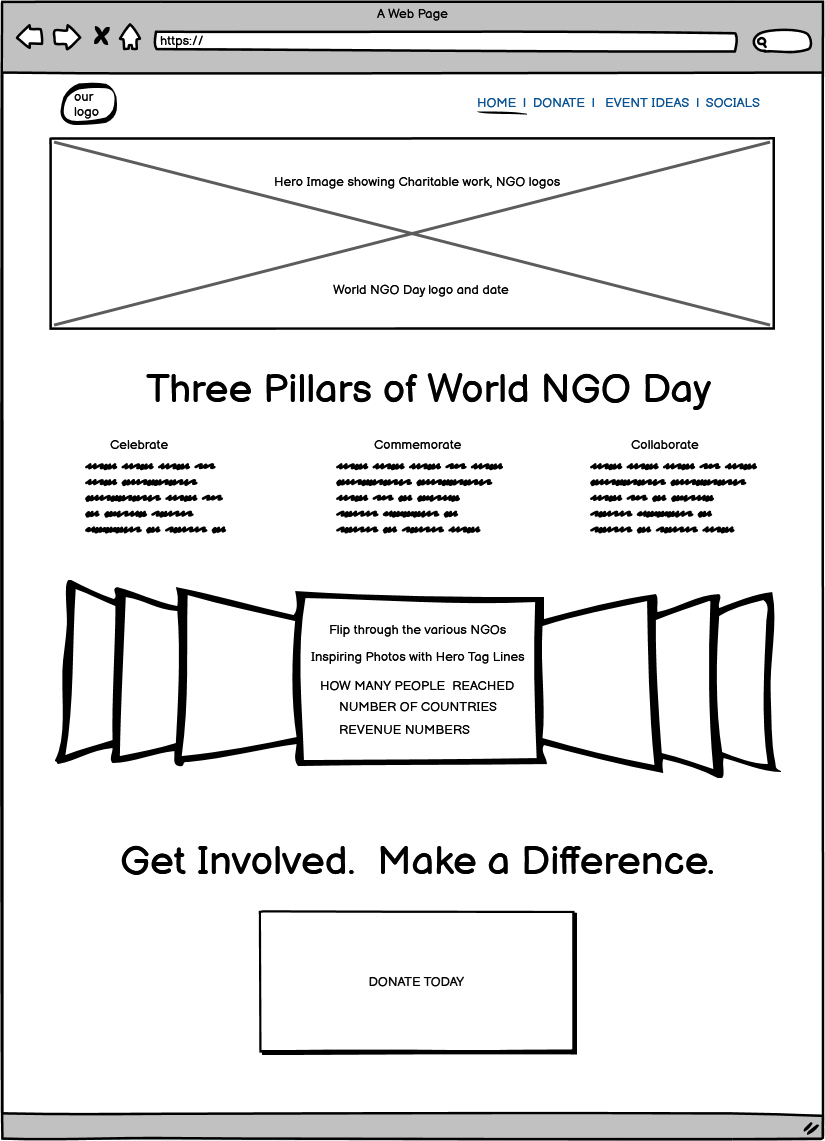 A Web Page
https://
our
logo
HOME | DONATE | EVENT IDEAS | SOCIALS
Hero Image showing Charitable work, NGO logos
World NGO Day logo and date
Three Pillars of World NGO Day
Celebrate
Commemorate
Collaborate
Flip through the various NGOs
Inspiring Photos with Hero Tag Lines
HOW MANY PEOPLE REACHED
NUMBER OF COUNTRIES
REVENUE NUMBERS
Get Involved. Make a Difference.
DONATE TODAY